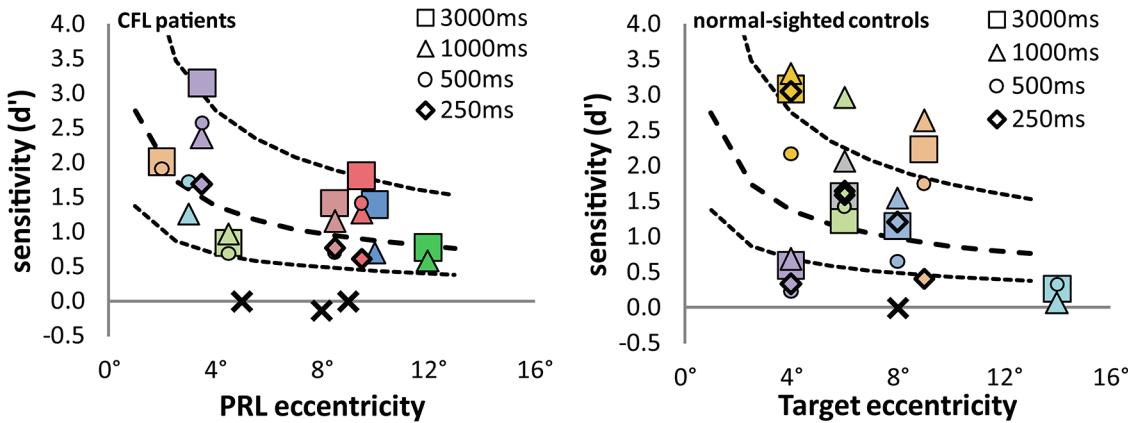 CFL patients
4.0
3.5
3.0
2.5
2.0
1.5
1.0
0.5
0.0
-0.5
sensitivity (d')
3000ms
1000ms
500ms
250ms
0° 4° 8° 12° 16°
PRL eccentricity
normal-sighted controls
4.0
3.5
3.0
2.5
2.0
1.5
1.0
0.5
0.0
-0.5
sensitivity (d')
3000ms
1000ms
500ms
250ms
0° 4° 8° 12° 16°
Target eccentricity